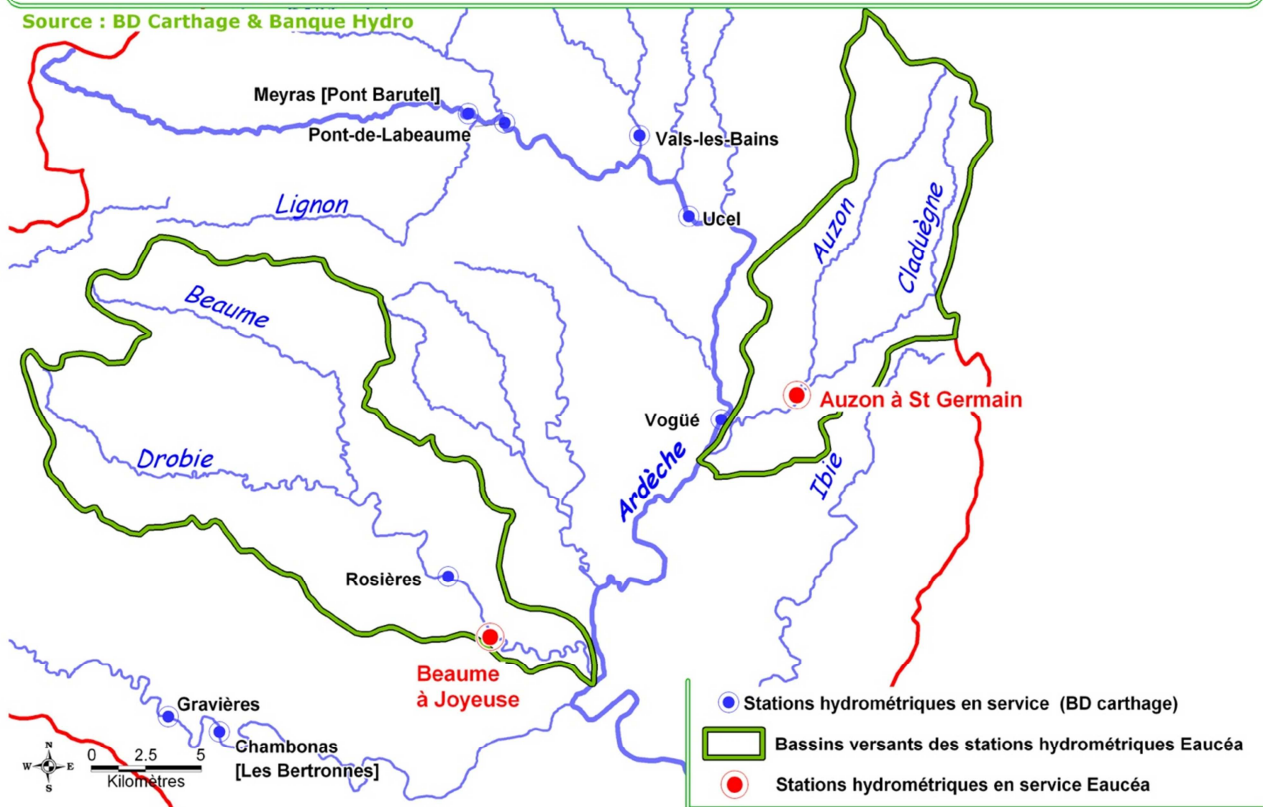 Source : BD Carthage & Banque Hydro
Meyras [Pont Barutel]
Pont-de-Labeaume
Vals-les-Bains
Lignon
Ucel
Auzon
Claduègne
Beaume
Auzon à St Germain
Vogüé
Drobie
Ardèche
Ibie
Rosières
Beaume
à Joyeuse
Gravières
Chambonas
[Les Bertronnes]
N
W E
S
0 2.5 5
Kilomètres
Stations hydrométriques en service (BD carthage)
Bassins versants des stations hydrométriques Eaucéa
Stations hydrométriques en service Eaucéa